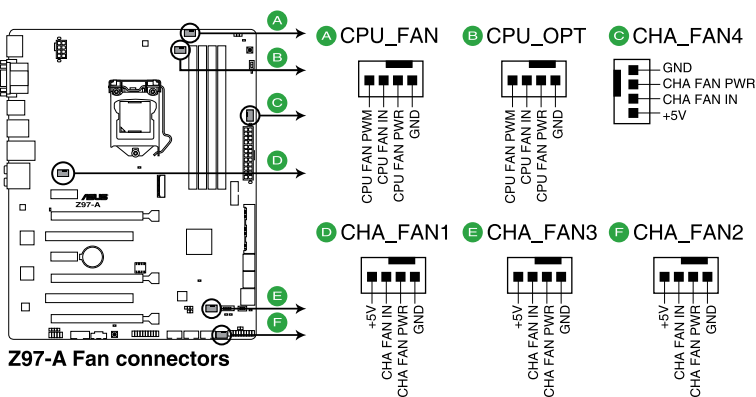 A
B
C
D
E
F
ASUS
Z97-A
Z97-A Fan connectors
A CPU_FAN
CPU FAN PWM
CPU FAN IN
CPU FAN PWR
GND
B CPU_OPT
CPU FAN PWM
CPU FAN IN
CPU FAN PWR
GND
C CHA_FAN4
GND
CHA FAN PWR
CHA FAN IN
+5V
D CHA_FAN1
+5V
CHA FAN IN
CHA FAN PWR
GND
E CHA_FAN3
+5V
CHA FAN IN
CHA FAN PWR
GND
F CHA_FAN2
+5V
CHA FAN IN
CHA FAN PWR
GND